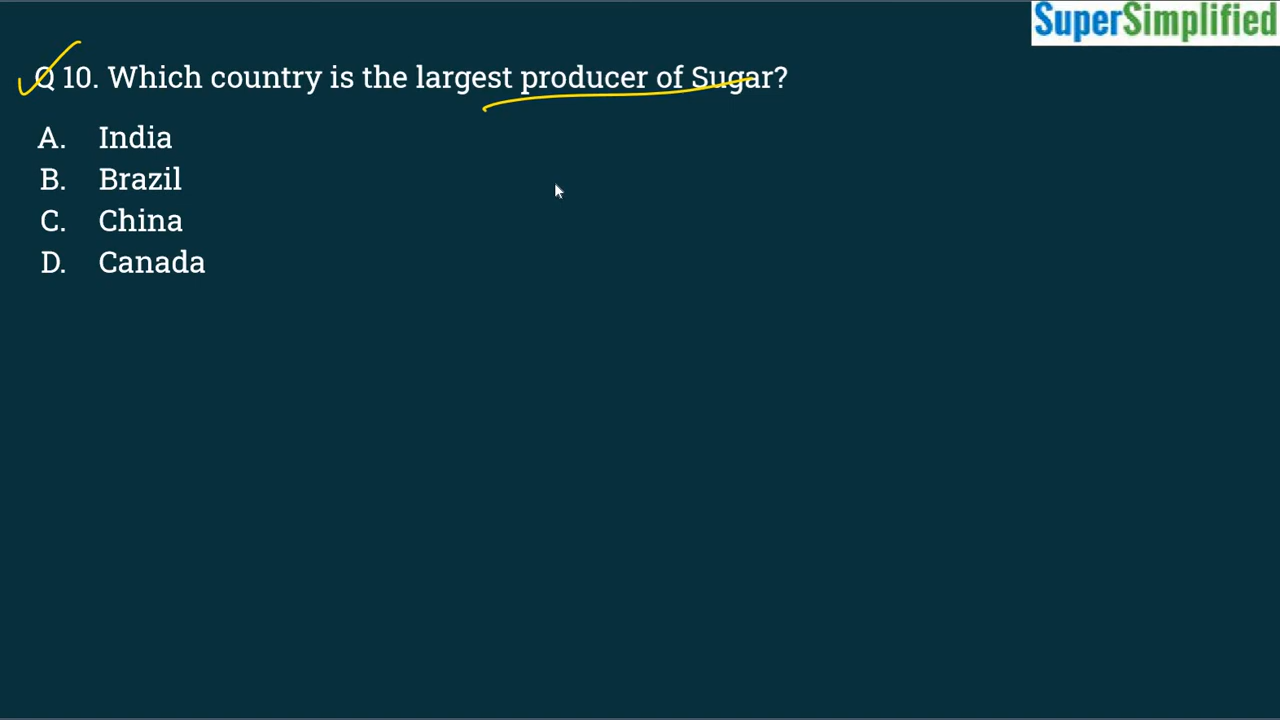 SuperSimplified
Q 10. Which country is the largest producer of Sugar?
A. India
B. Brazil
C. China
D. Canada